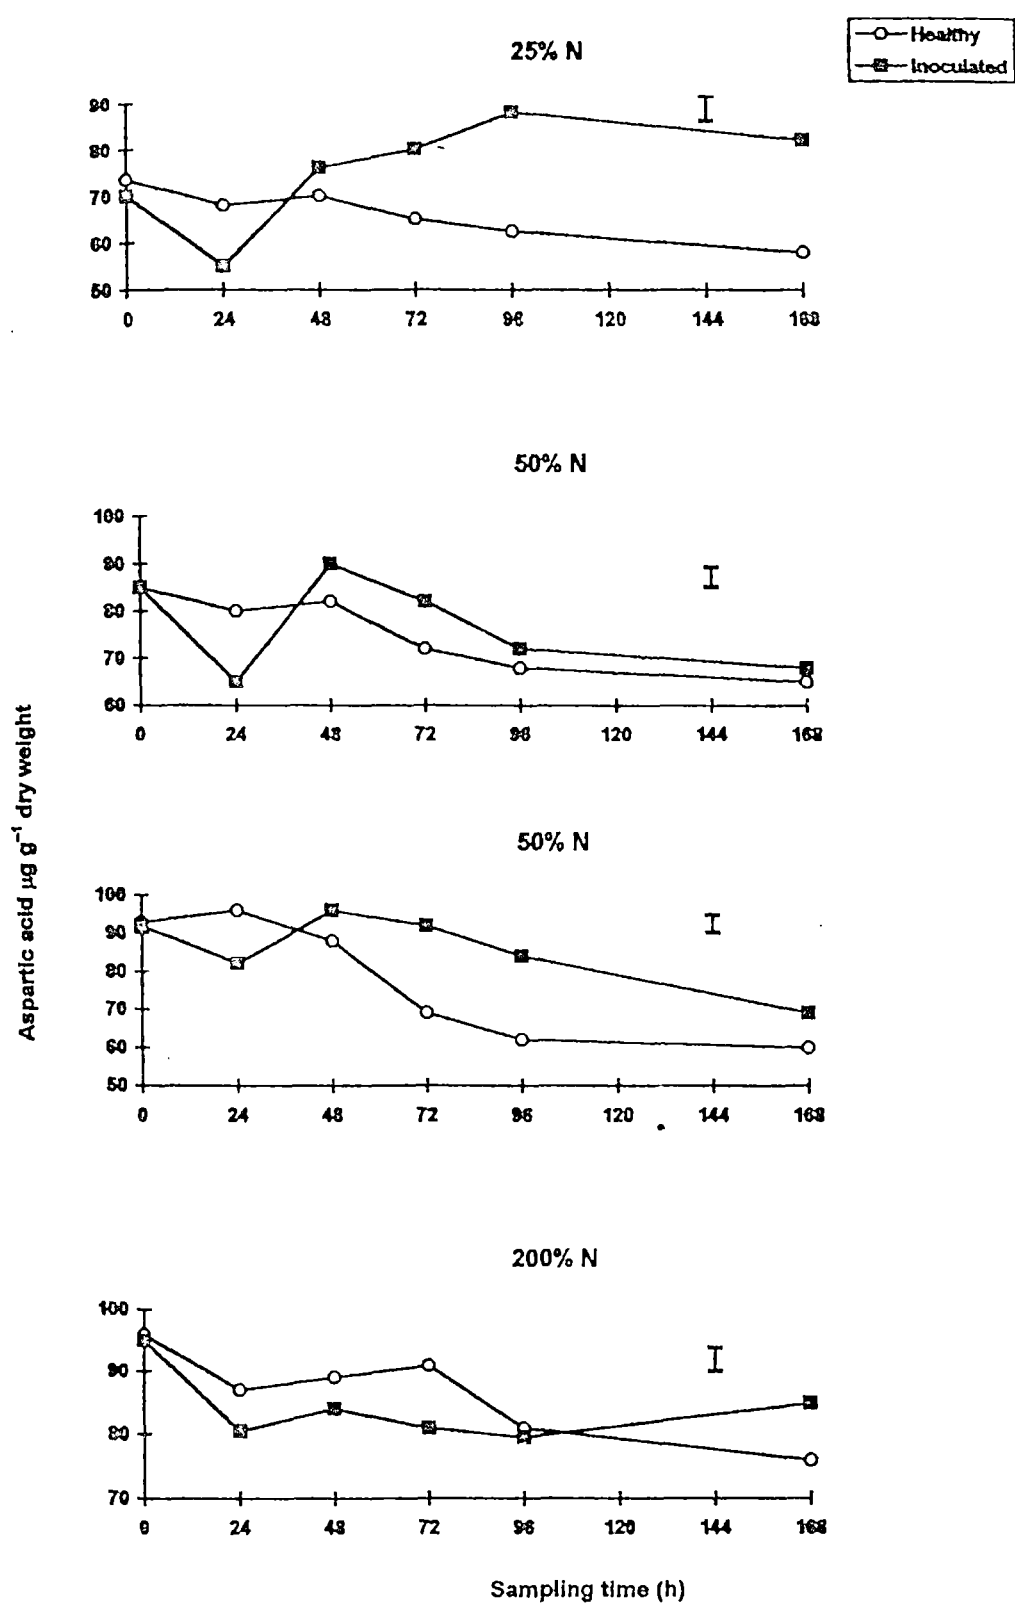 Healthy
Inoculated
25% N
90
80
70
60
50
0 24 48 72 96 120 144 168
50% N
100
90
80
70
60
0 24 48 72 96 120 144 168
Aspartic acid µg g⁻¹ dry weight
50% N
100
90
80
70
60
50
0 24 48 72 96 120 144 168
200% N
100
90
80
70
0 24 48 72 96 120 144 168
Sampling time (h)